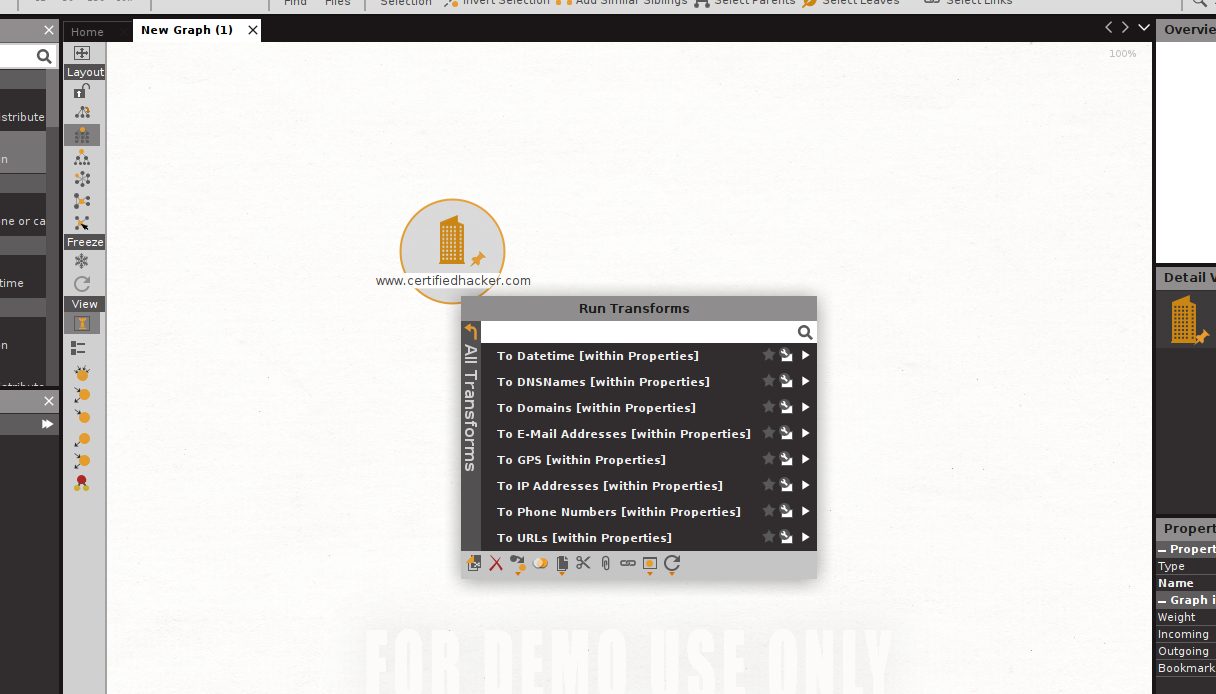 Find Files Selection Invert Selection Add Similar Siblings Select Parents Select Leaves Select Links
Home
New Graph (1)
Overvie
100%
Layout
stribute
n
ne or ca
Freeze
time
View
n
www.certifiedhacker.com
Run Transforms
All Transforms
To Datetime [within Properties]
To DNSNames [within Properties]
To Domains [within Properties]
To E-Mail Addresses [within Properties]
To GPS [within Properties]
To IP Addresses [within Properties]
To Phone Numbers [within Properties]
To URLs [within Properties]
FOR DEMO USE ONLY
Detail V
Propert
Propert
Type
Name
Graph i
Weight
Incoming
Outgoing
Bookmark